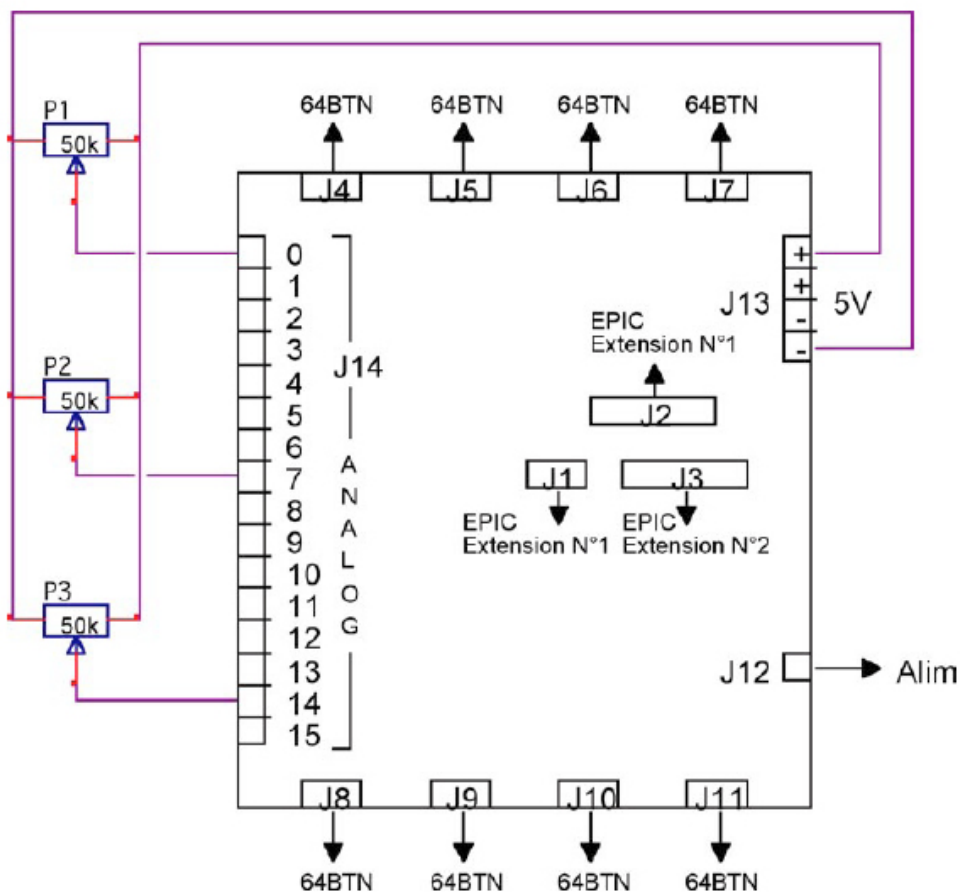 P1
50k
64BTN
64BTN
64BTN
64BTN
J4
J5
J6
J7
0
1
2
3
4
5
6
7
8
9
10
11
12
13
14
15
J14
ANALOG
J13
+
+
-
-
5V
EPIC
Extension N°1
J2
P2
50k
J1
J3
EPIC
Extension N°1
EPIC
Extension N°2
P3
50k
J12
Alim
J8
J9
J10
J11
64BTN
64BTN
64BTN
64BTN